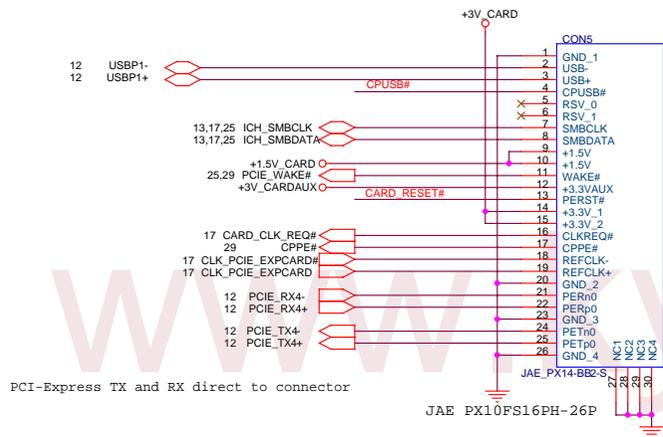 +3V_CARD
CON5
12 USBP1- 1 GND_1
12 USBP1+ 2 USB-
3 USB+
CPUSB# 4 CPUSB#
5 RSV_0
6 RSV_1
13,17,25 ICH_SMBCLK 7 SMBCLK
13,17,25 ICH_SMBDATA 8 SMBDATA
9 +1.5V
+1.5V_CARD 10 +1.5V
25,29 PCIE_WAKE# 11 WAKE#
+3V_CARDAUX 12 +3.3VAUX
CARD_RESET# 13 PERST#
14 +3.3V_1
15 +3.3V_2
17 CARD_CLK_REQ# 16 CLKREQ#
29 CPPE# 17 CPPE#
17 CLK_PCIE_EXPCARD# 18 REFCLK-
17 CLK_PCIE_EXPCARD 19 REFCLK+
20 GND_2
12 PCIE_RX4- 21 PERn0
12 PCIE_RX4+ 22 PERp0
23 GND_3
12 PCIE_TX4- 24 PETn0
12 PCIE_TX4+ 25 PETp0
26 GND_4
NC1 NC2 NC3 NC4
27 28 29 30
JAE_PX14-BB2-S
PCI-Express TX and RX direct to connector
JAE PX10FS16PH-26P